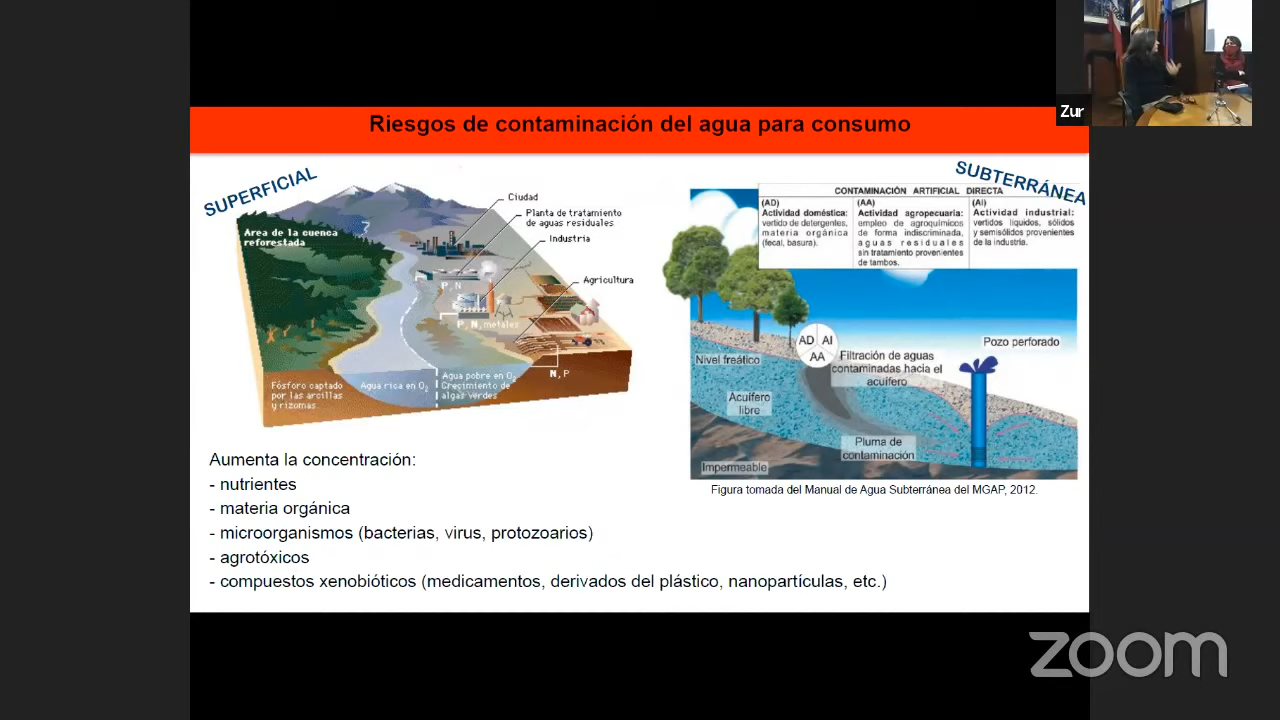 Zur
Riesgos de contaminación del agua para consumo
SUPERFICIAL
Area de la cuenca
reforestada
Ciudad
Planta de tratamiento
de aguas residuales
Industria
Agricultura
P, N
P, N, metales
N, P
Fósforo captado
por las arcillas
y rizomas
Agua rica en O2
Agua pobre en O2
Crecimiento de
algas verdes
SUBTERRÁNEA
CONTAMINACIÓN ARTIFICIAL DIRECTA
(AD)
Actividad doméstica:
vertido de detergentes,
materia orgánica
(fecal, basura).
(AA)
Actividad agropecuaria:
empleo de agroquímicos
de forma indiscriminada,
aguas residuales
sin tratamiento provenientes
de tambos.
(AI)
Actividad industrial:
vertidos líquidos, sólidos
y semisólidos provenientes
de la industria.
AD AI
AA
Nivel freático
Filtración de aguas
contaminadas hacia el
acuífero
Pozo perforado
Acuífero
libre
Pluma de
contaminación
Impermeable
Figura tomada del Manual de Agua Subterránea del MGAP, 2012.
Aumenta la concentración:
- nutrientes
- materia orgánica
- microorganismos (bacterias, virus, protozoarios)
- agrotóxicos
- compuestos xenobióticos (medicamentos, derivados del plástico, nanopartículas, etc.)
zoom